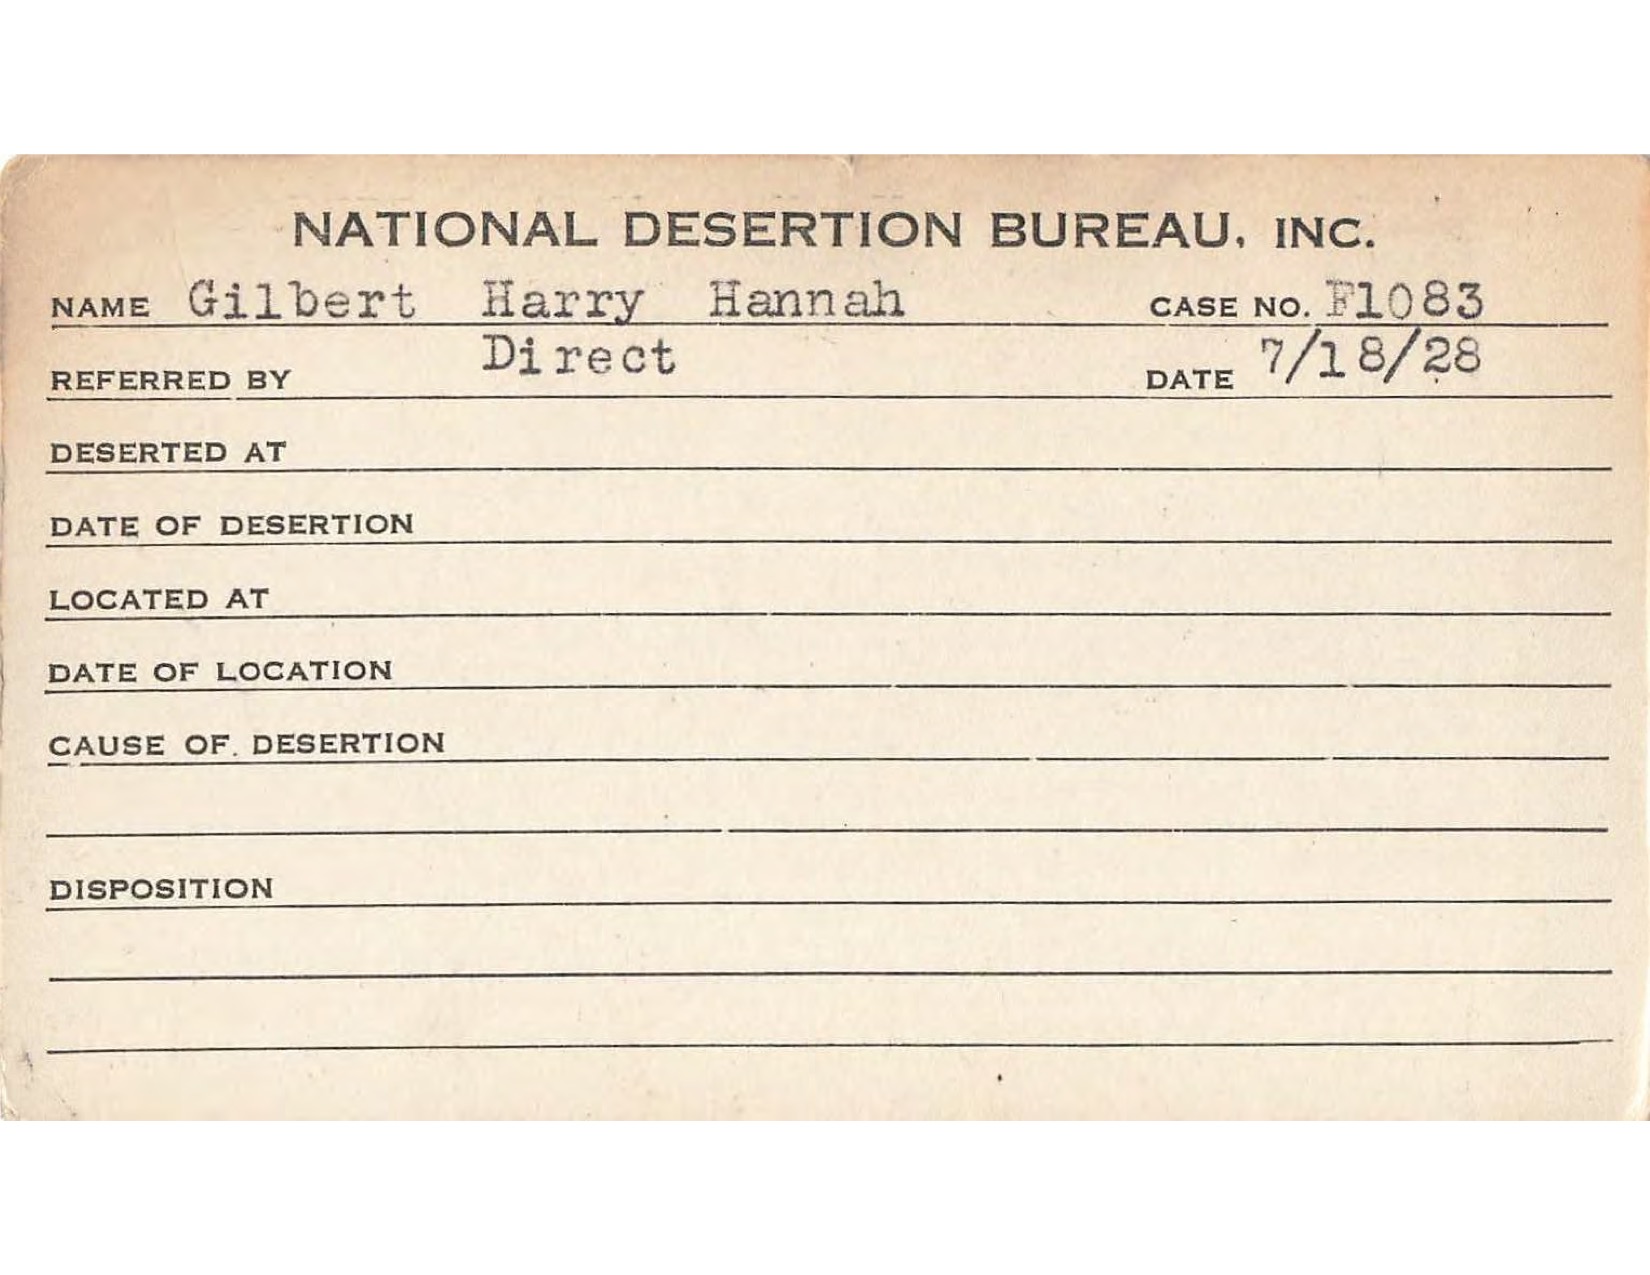 NATIONAL DESERTION BUREAU, INC.
NAME Gilbert Harry Hannah CASE NO. F1083
REFERRED BY Direct DATE 7/18/28
DESERTED AT
DATE OF DESERTION
LOCATED AT
DATE OF LOCATION
CAUSE OF DESERTION
DISPOSITION